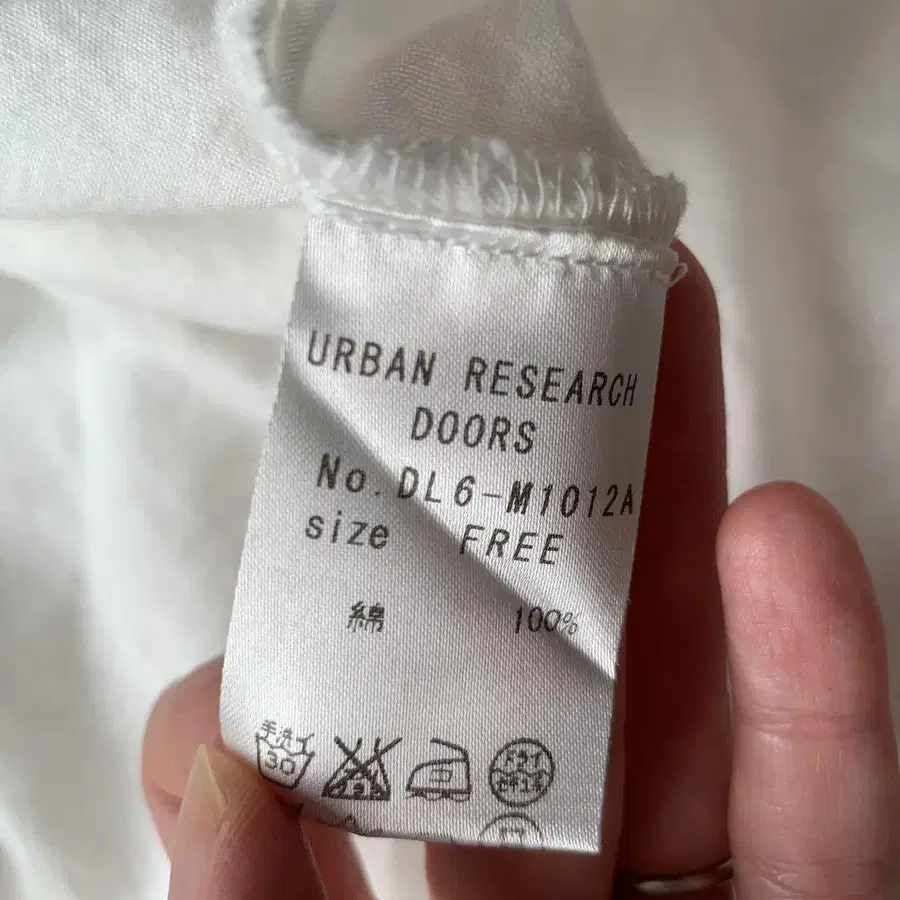 URBAN RESEARCH
DOORS
No. DL6-M1012A
size FREE
綿 100%
手洗イ
30